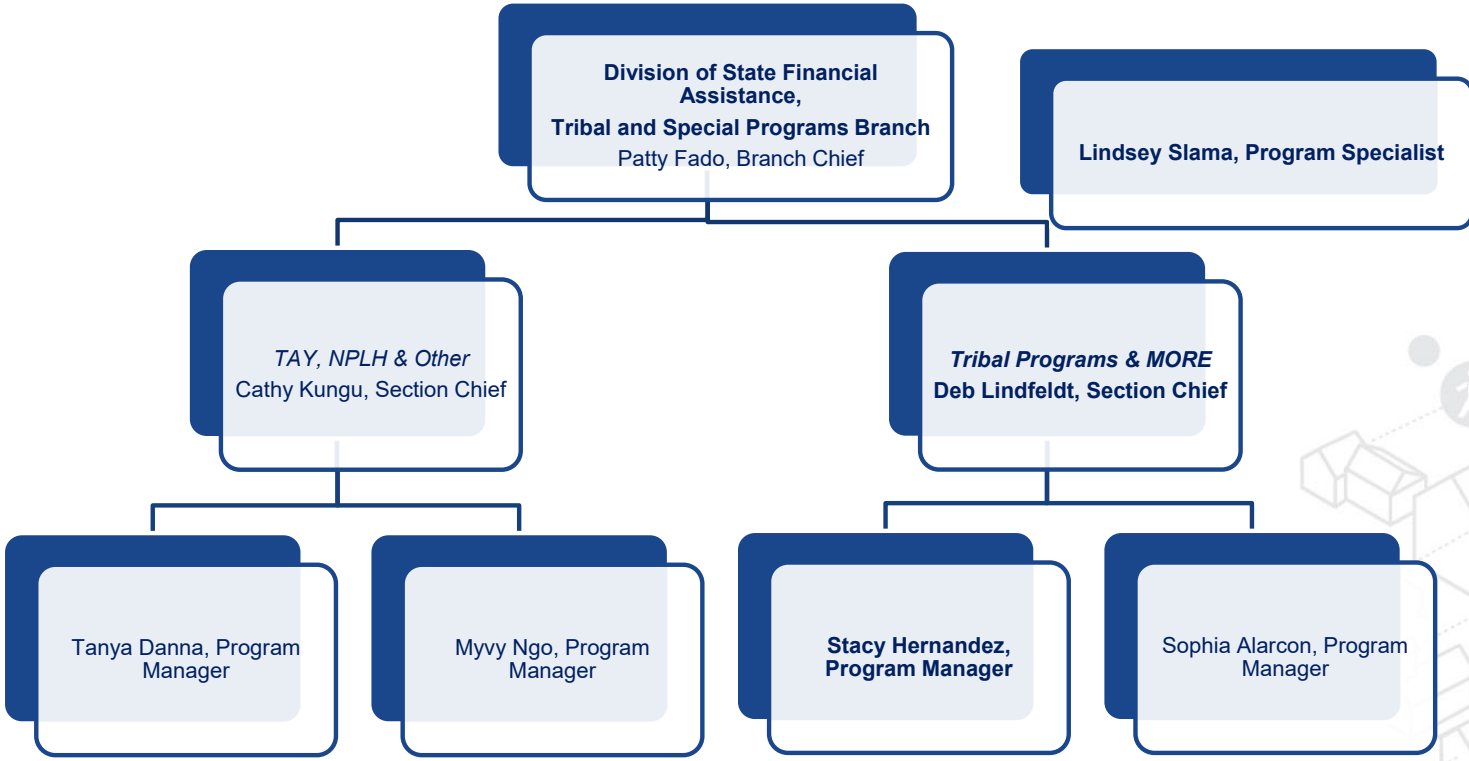 Division of State Financial
Assistance,
Tribal and Special Programs Branch
Patty Fado, Branch Chief
Lindsey Slama, Program Specialist
TAY, NPLH & Other
Cathy Kungu, Section Chief
Tribal Programs & MORE
Deb Lindfeldt, Section Chief
Tanya Danna, Program
Manager
Myvy Ngo, Program
Manager
Stacy Hernandez,
Program Manager
Sophia Alarcon, Program
Manager